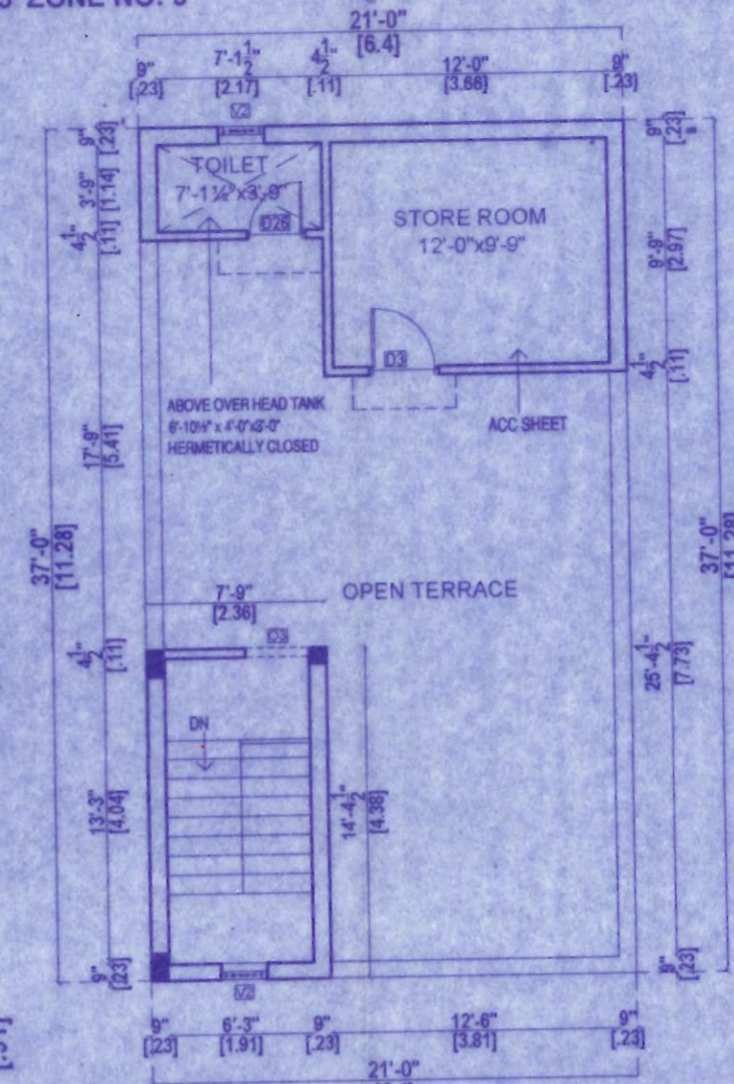 ZONE NO. 9
21'-0"
[6.4]
9" 7'-1½" 4½" 12'-0" 9"
[.23] [2.17] [.11] [3.66] [.23]
V2
9" [.23]
3'-9" [1.14]
4½" [.11]
TOILET
7'-1½"x3'-9"
D26
STORE ROOM
12'-0"x9'-9"
D3
9" [.23]
9'-9" [2.97]
4½" [.11]
ABOVE OVER HEAD TANK
6'-10½" x 4'-0"x3'-0"
HERMETICALLY CLOSED
ACC SHEET
17'-9" [5.41]
37'-0" [11.28]
37'-0" [11.28]
OPEN TERRACE
7'-9"
[2.36]
D3
4½" [.11]
25'-4½" [7.73]
DN
13'-3" [4.04]
14'-4½" [4.38]
9" [.23]
9" [.23]
V2
9" 6'-3" 9" 12'-6" 9"
[.23] [1.91] [.23] [3.81] [.23]
21'-0"